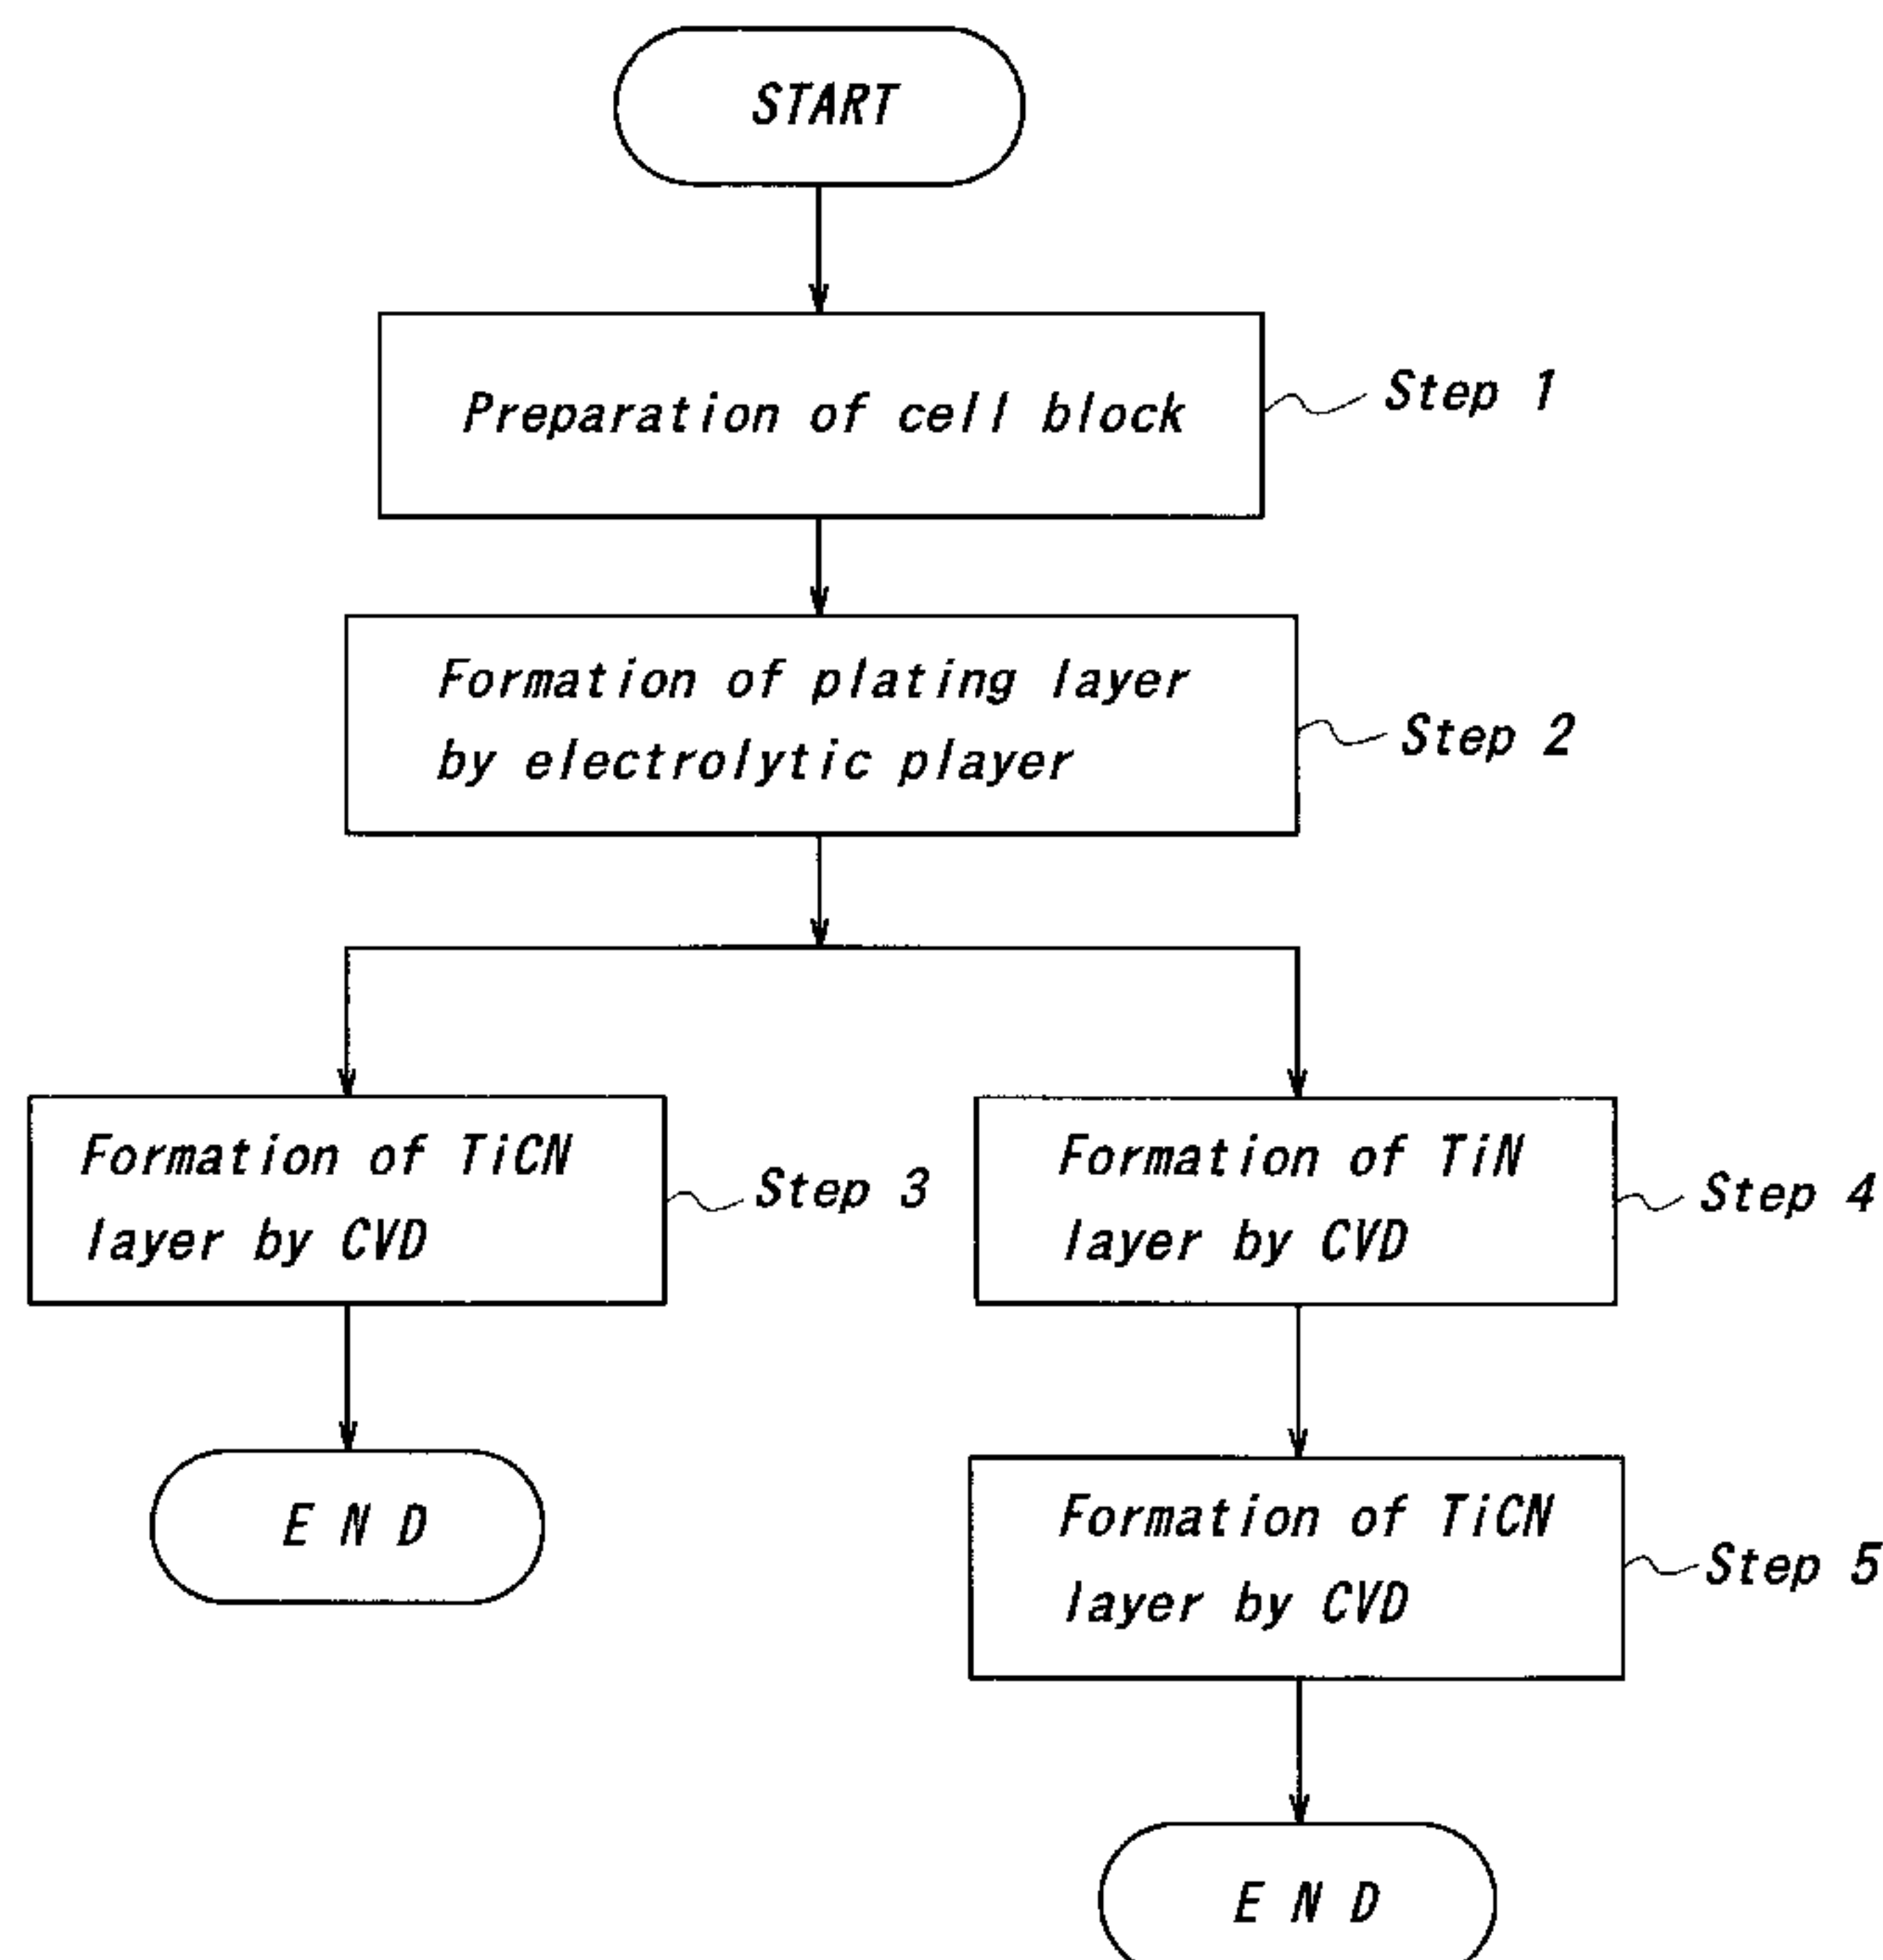 START
Preparation of cell block
Step 1
Formation of plating layer
by electrolytic player
Step 2
Formation of TiCN
layer by CVD
Step 3
END
Formation of TiN
layer by CVD
Step 4
Formation of TiCN
layer by CVD
Step 5
END